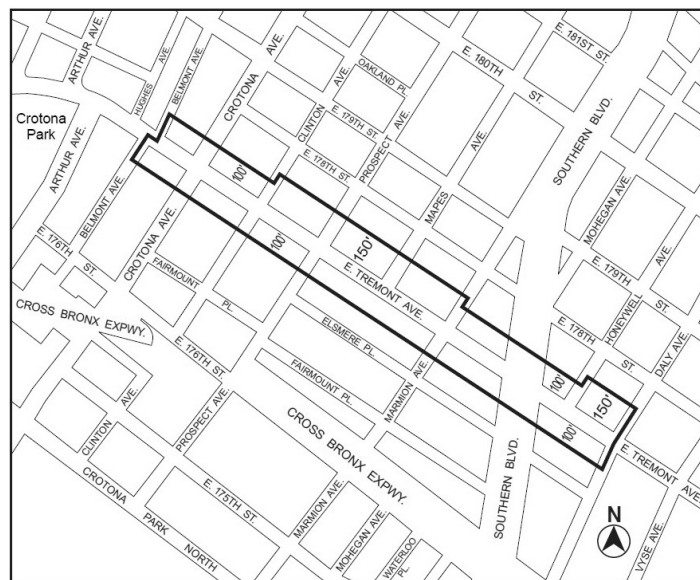 ARTHUR AVE.
HUGHES AVE.
BELMONT AVE.
CROTONA AVE.
CLINTON AVE.
OAKLAND PL.
E. 179TH ST.
E. 178TH ST.
PROSPECT AVE.
E. 180TH ST.
E. 181ST ST.
SOUTHERN BLVD.
MAPES AVE.
MOHEGAN AVE.
E. 179TH ST.
HONEYWELL AVE.
E. 178TH ST.
DALY AVE.
Crotona
Park
ARTHUR AVE.
BELMONT AVE.
CROTONA AVE.
100'
100'
150'
E. TREMONT AVE.
100'
150'
100'
E. TREMONT AVE.
E. 176TH ST.
FAIRMOUNT PL.
CROSS BRONX EXPWY.
E. 176TH ST.
ELSMERE PL.
FAIRMOUNT PL.
MARMION AVE.
CLINTON AVE.
PROSPECT AVE.
CROSS BRONX EXPWY.
SOUTHERN BLVD.
CROTONA PARK NORTH
E. 175TH ST.
MARMION AVE.
MOHEGAN AVE.
WATERLOO PL.
N
VYSE AVE.